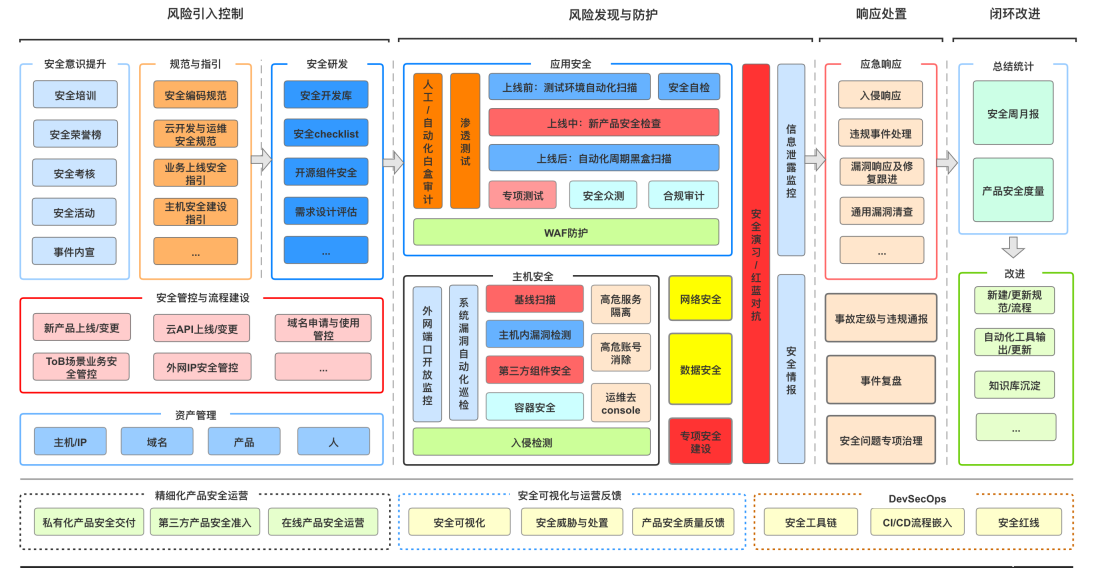 风险引入控制
风险发现与防护
响应处置
闭环改进
安全意识提升
安全培训
安全荣誉榜
安全考核
安全活动
事件内宣
规范与指引
安全编码规范
云开发与运维
安全规范
业务上线安全
指引
主机安全建设
指引
...
安全研发
安全开发库
安全checklist
开源组件安全
需求设计评估
...
安全管控与流程建设
新产品上线/变更
云API上线/变更
域名申请与使用
管控
ToB场景业务安
全管控
外网IP安全管控
...
资产管理
主机/IP
域名
产品
人
应用安全
人工/自动化白盒审计
渗透测试
上线前：测试环境自动化扫描
安全自检
上线中：新产品安全检查
上线后：自动化周期黑盒扫描
专项测试
安全众测
合规审计
WAF防护
主机安全
外网端口开放监控
系统漏洞自动化巡检
基线扫描
主机内漏洞检测
第三方组件安全
容器安全
高危服务
隔离
高危账号
消除
运维去
console
入侵检测
网络安全
数据安全
专项安全
建设
安全演习/红蓝对抗
信息泄露监控
安全情报
应急响应
入侵响应
违规事件处理
漏洞响应及修
复跟进
通用漏洞清查
...
事故定级与违规通报
事件复盘
安全问题专项治理
总结统计
安全周月报
产品安全度量
改进
新建/更新规
范/流程
自动化工具输
出/更新
知识库沉淀
...
精细化产品安全运营
私有化产品安全交付
第三方产品安全准入
在线产品安全运营
安全可视化与运营反馈
安全可视化
安全威胁与处置
产品安全质量反馈
DevSecOps
安全工具链
CI/CD流程嵌入
安全红线